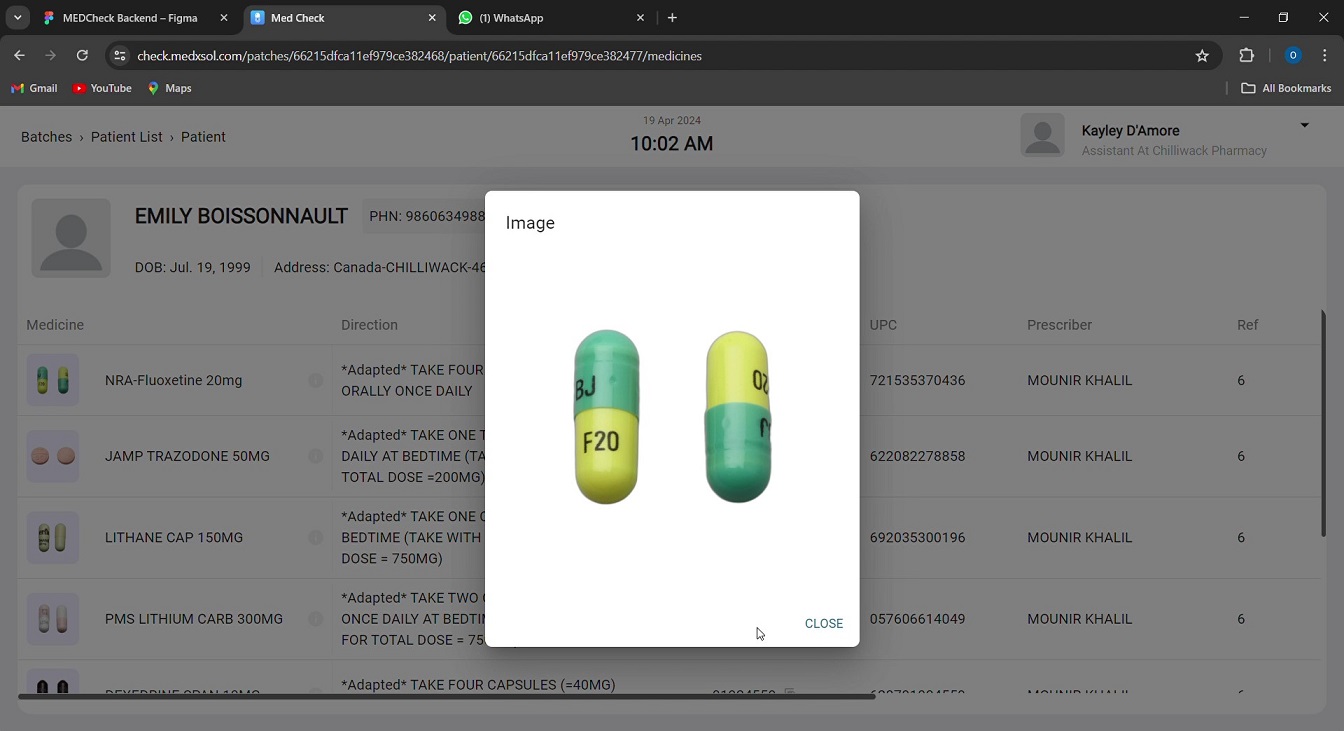 MEDCheck Backend – Figma
Med Check
(1) WhatsApp
check.medxsol.com/patches/66215dfca11ef979ce382468/patient/66215dfca11ef979ce382477/medicines
O
Gmail
YouTube
Maps
All Bookmarks
Batches › Patient List › Patient
19 Apr 2024
10:02 AM
Kayley D'Amore
Assistant At Chilliwack Pharmacy
EMILY BOISSONNAULT
PHN: 9860634988
DOB: Jul. 19, 1999
Address: Canada-CHILLIWACK-46
Image
BJ
F20
20
CLOSE
Medicine
Direction
UPC
Prescriber
Ref
NRA-Fluoxetine 20mg
*Adapted* TAKE FOUR
ORALLY ONCE DAILY
721535370436
MOUNIR KHALIL
6
JAMP TRAZODONE 50MG
*Adapted* TAKE ONE T
DAILY AT BEDTIME (TA
TOTAL DOSE =200MG)
622082278858
MOUNIR KHALIL
6
LITHANE CAP 150MG
*Adapted* TAKE ONE C
BEDTIME (TAKE WITH
DOSE = 750MG)
692035300196
MOUNIR KHALIL
6
PMS LITHIUM CARB 300MG
*Adapted* TAKE TWO
ONCE DAILY AT BEDTI
FOR TOTAL DOSE = 75
057606614049
MOUNIR KHALIL
6
*Adapted* TAKE FOUR CAPSULES (=40MG)